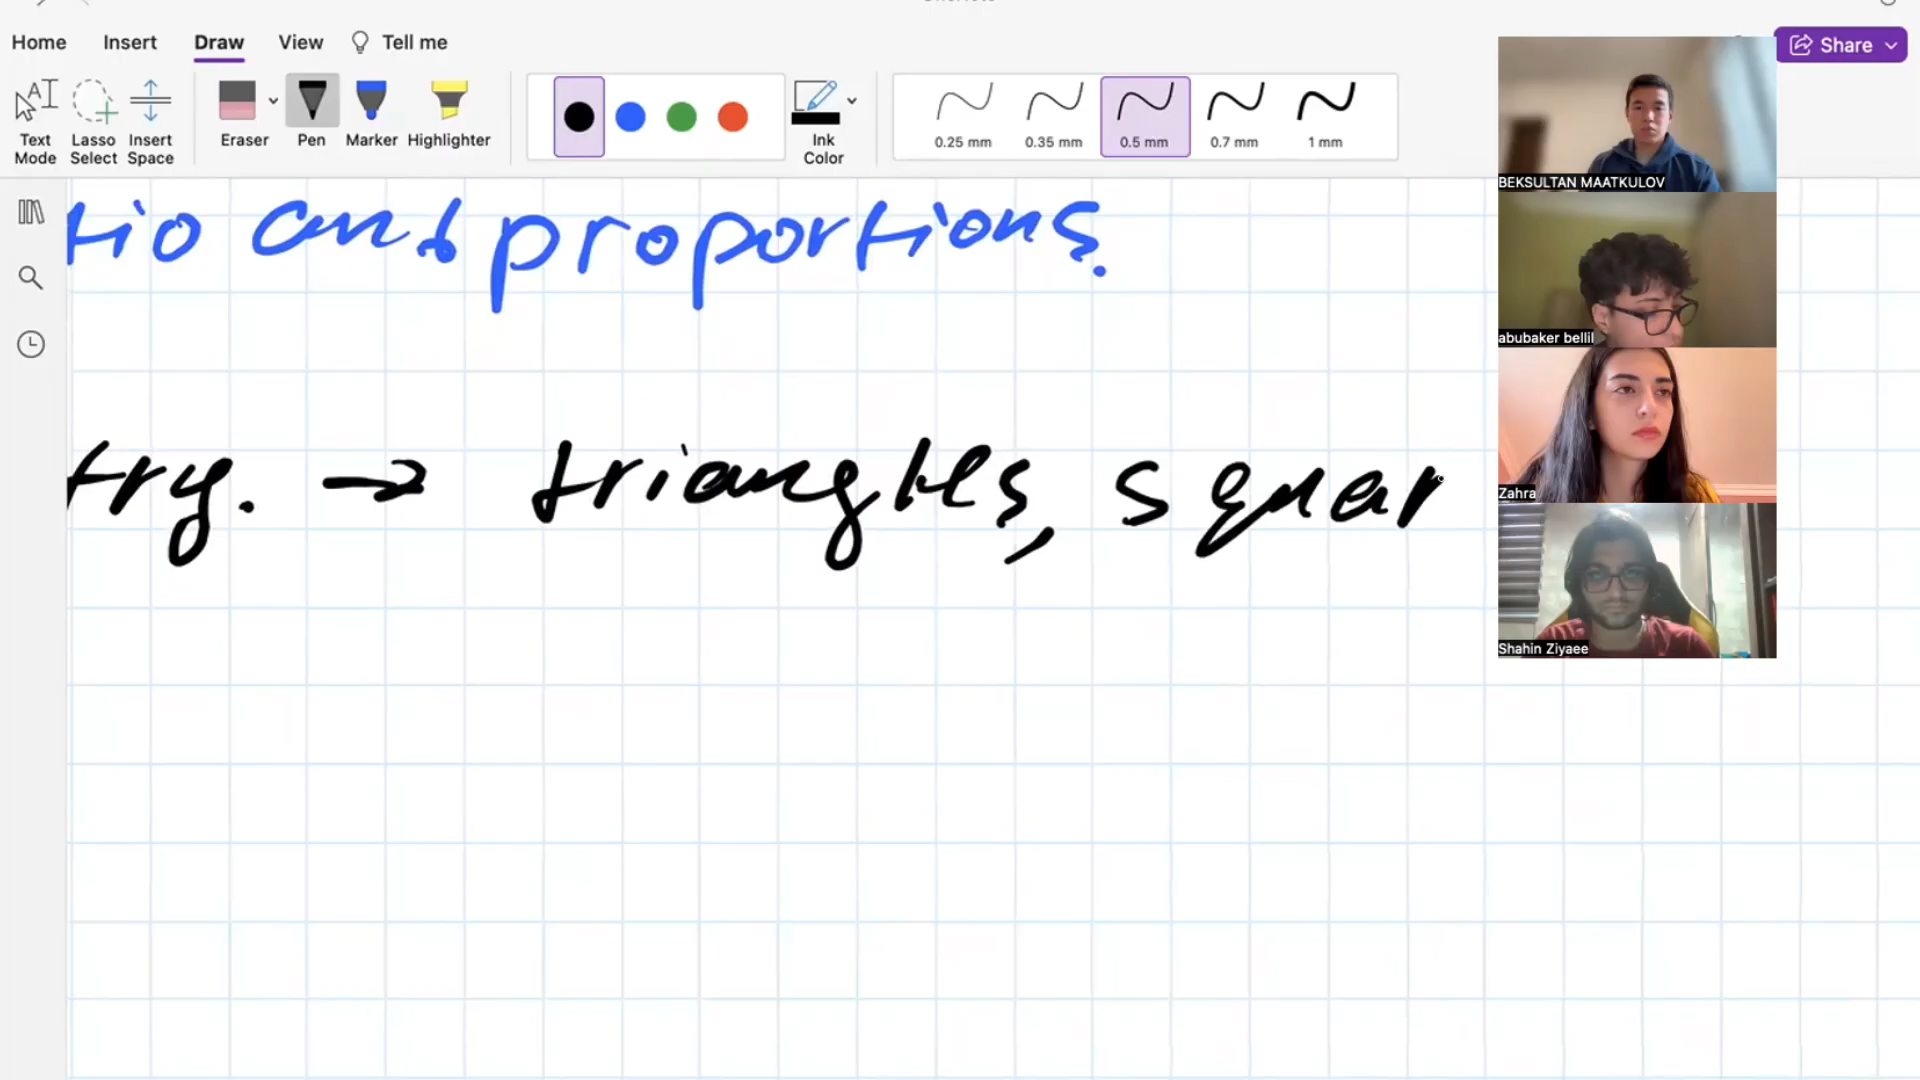 Home Insert Draw View Tell me Share
Text Mode Lasso Select Insert Space Eraser Pen Marker Highlighter Ink Color 0.25 mm 0.35 mm 0.5 mm 0.7 mm 1 mm
BEKSULTAN MAATKULOV
tio and proportions.
abubaker bellil
try. → triangles, squar
Zahra
Shahin Ziyaee